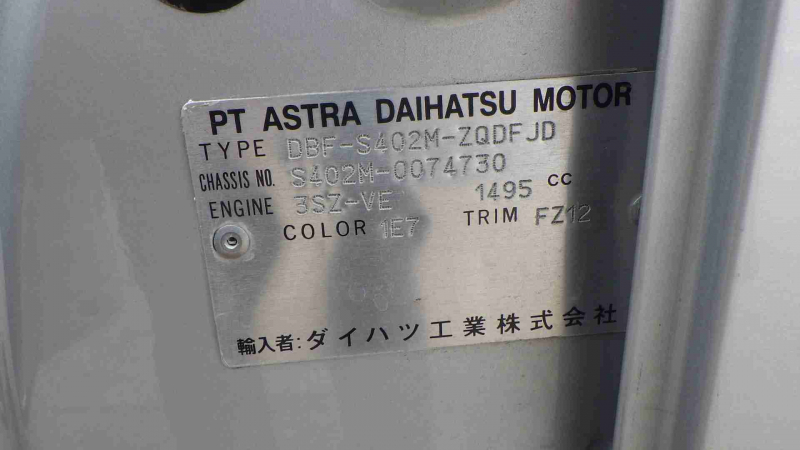 PT ASTRA DAIHATSU MOTOR
TYPE DBF-S402M-ZQDFJD
CHASSIS NO. S402M-0074730
ENGINE 3SZ-VE 1495 CC
COLOR 1E7 TRIM FZ12
輸入者: ダイハツ工業株式会社